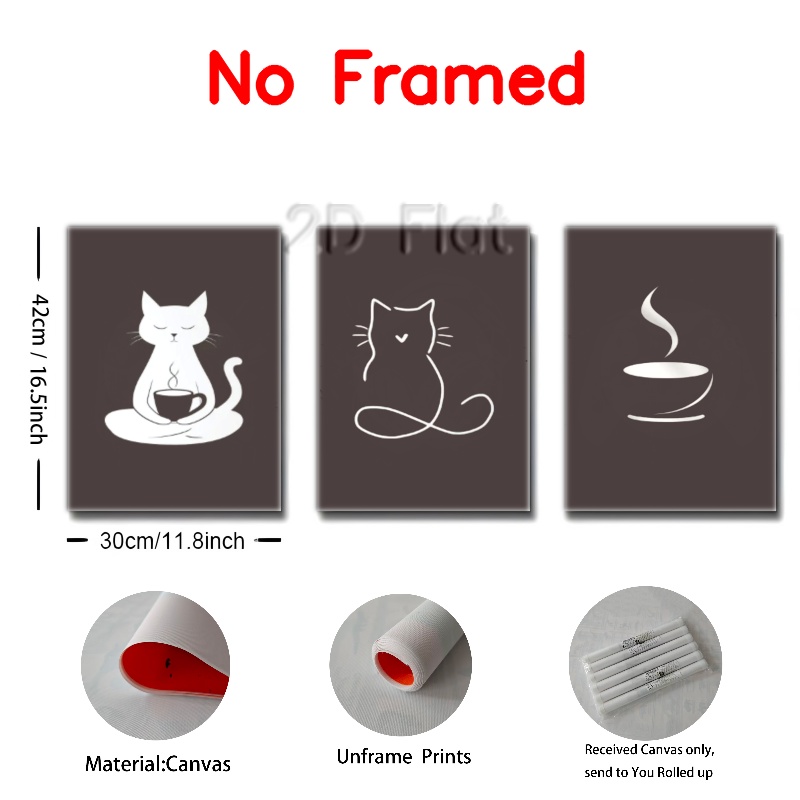 No Framed
2D Flat
42cm / 16.5inch
30cm/11.8inch
Material:Canvas
Unframe Prints
Received Canvas only,
send to You Rolled up